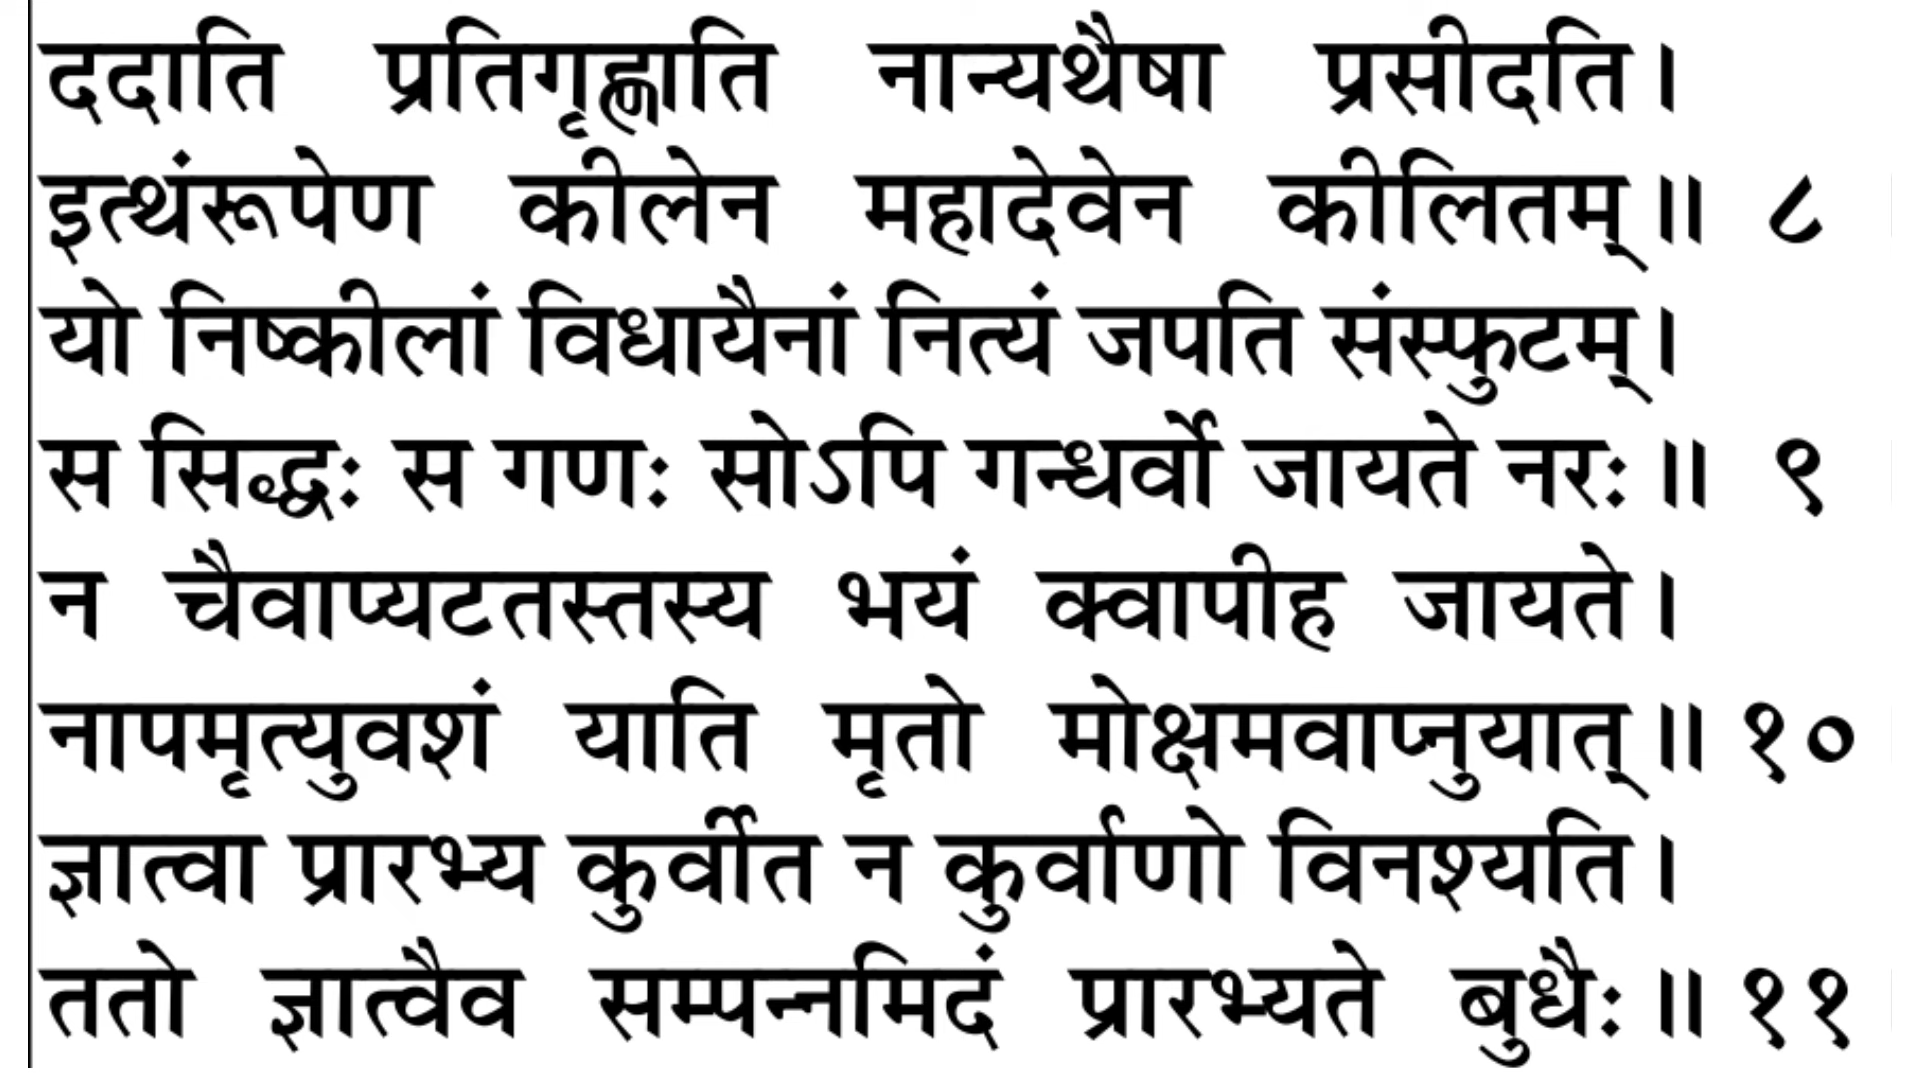 ददाति प्रतिगृह्णाति नान्यथैषा प्रसीदति।
इत्थंरूपेण कीलेन महादेवेन कीलितम्॥ ८
यो निष्कीलां विधायैनां नित्यं जपति संस्फुटम्।
स सिद्धः स गणः सोऽपि गन्धर्वो जायते नरः॥ ९
न चैवाप्यटतस्तस्य भयं क्वापीह जायते।
नापमृत्युवशं याति मृतो मोक्षमवाप्नुयात्॥ १०
ज्ञात्वा प्रारभ्य कुर्वीत न कुर्वाणो विनश्यति।
ततो ज्ञात्वैव सम्पन्नमिदं प्रारभ्यते बुधैः॥ ११